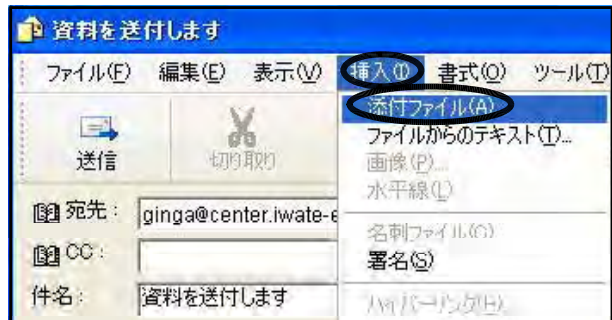 資料を送付します
ファイル(F) 編集(E) 表示(V) 挿入(I) 書式(O) ツール(T)
添付ファイル(A)
ファイルからのテキスト(T)...
画像(P)...
水平線(L)
名刺ファイル(C)
署名(S)
ハイパーリンク(H)
送信
切り取り
宛先:
ginga@center.iwate-e
CC:
件名:
資料を送付します